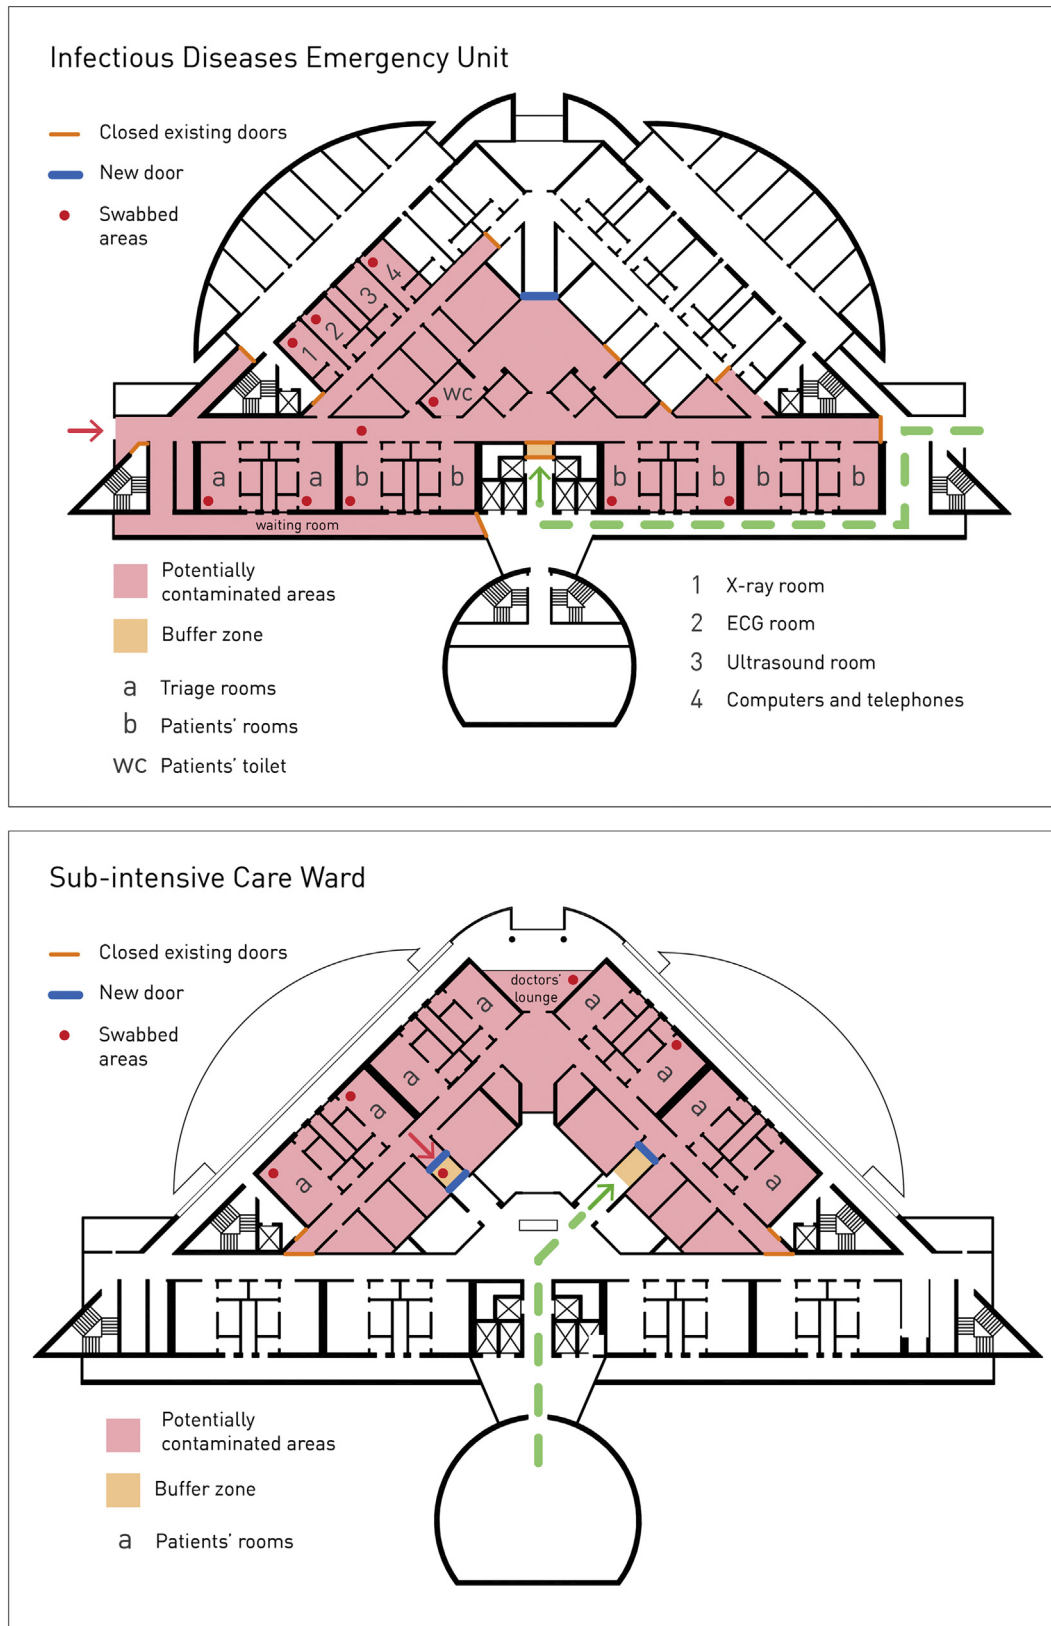 Infectious Diseases Emergency Unit
Closed existing doors
New door
Swabbed
areas
4
3
2
1
wc
a
a
b
b
b
b
b
b
waiting room
Potentially
contaminated areas
Buffer zone
a Triage rooms
b Patients’ rooms
wc Patients’ toilet
1 X-ray room
2 ECG room
3 Ultrasound room
4 Computers and telephones
Sub-intensive Care Ward
Closed existing doors
New door
Swabbed
areas
doctors’
lounge
a
a
a
a
a
a
a
a
Potentially
contaminated areas
Buffer zone
a Patients’ rooms